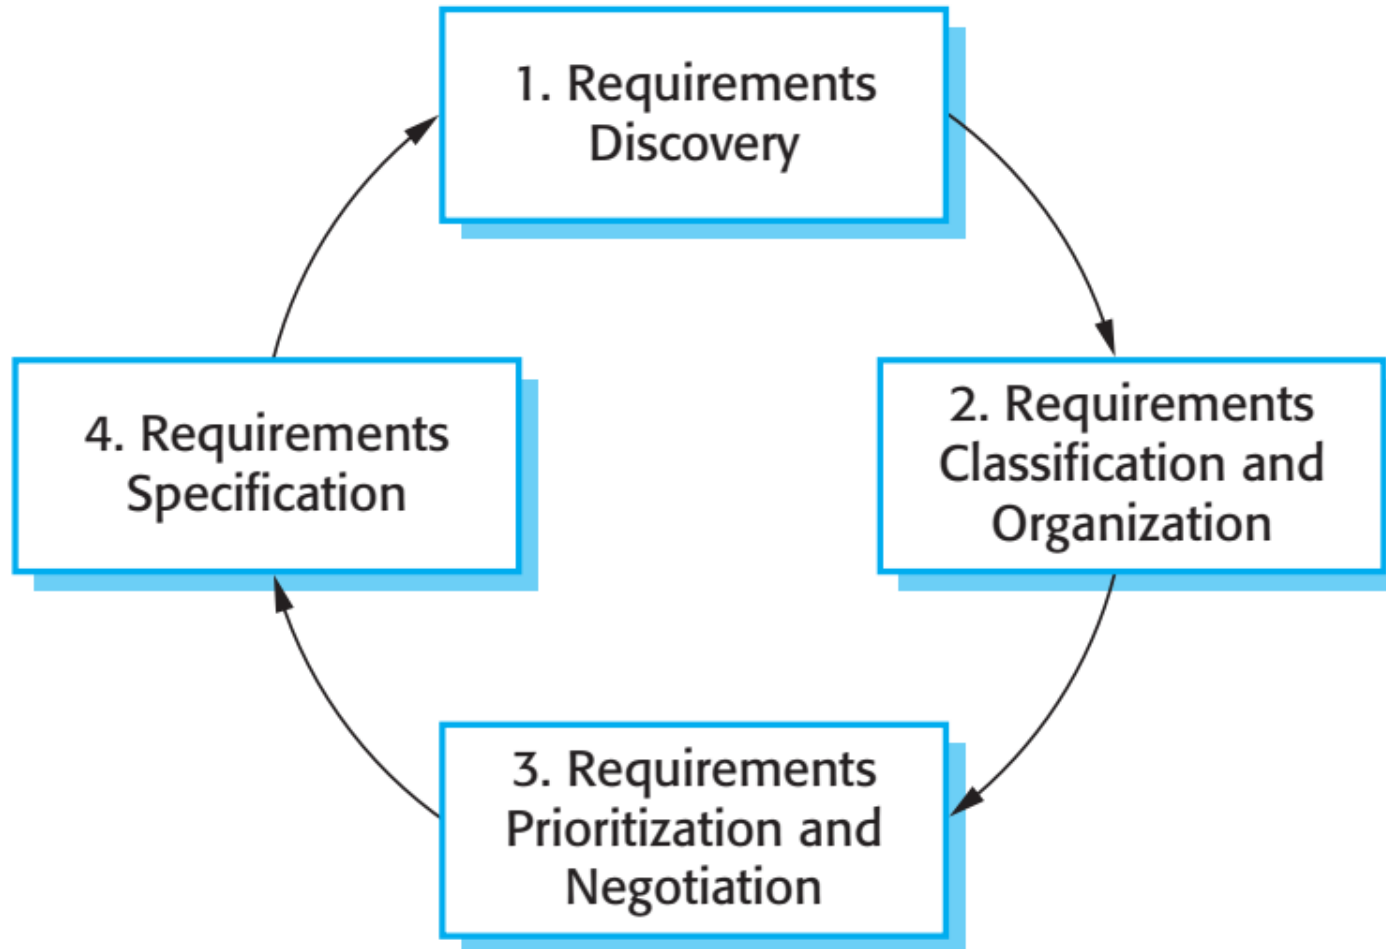 1. Requirements
Discovery
2. Requirements
Classification and
Organization
3. Requirements
Prioritization and
Negotiation
4. Requirements
Specification